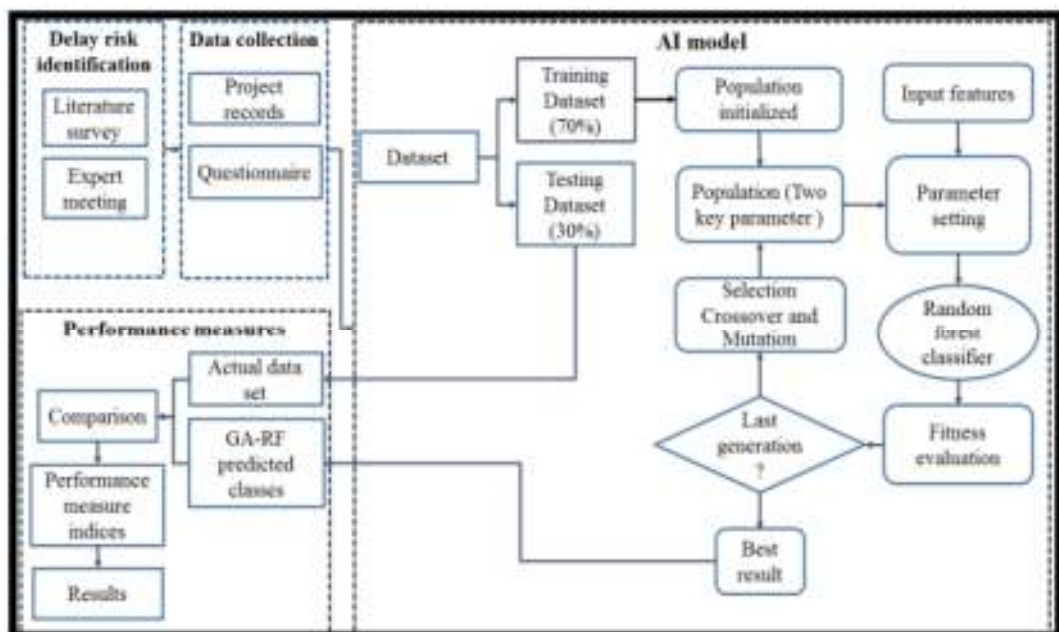 Delay risk
identification
Literature
survey
Expert
meeting
Data collection
Project
records
Questionnaire
AI model
Dataset
Training
Dataset
(70%)
Testing
Dataset
(30%)
Population
initialized
Population (Two
key parameter )
Selection
Crossover and
Mutation
Input features
Parameter
setting
Random
forest
classifier
Fitness
evaluation
Last
generation
?
Best
result
Performance measures
Actual data
set
GA-RF
predicted
classes
Comparison
Performance
measure
indices
Results